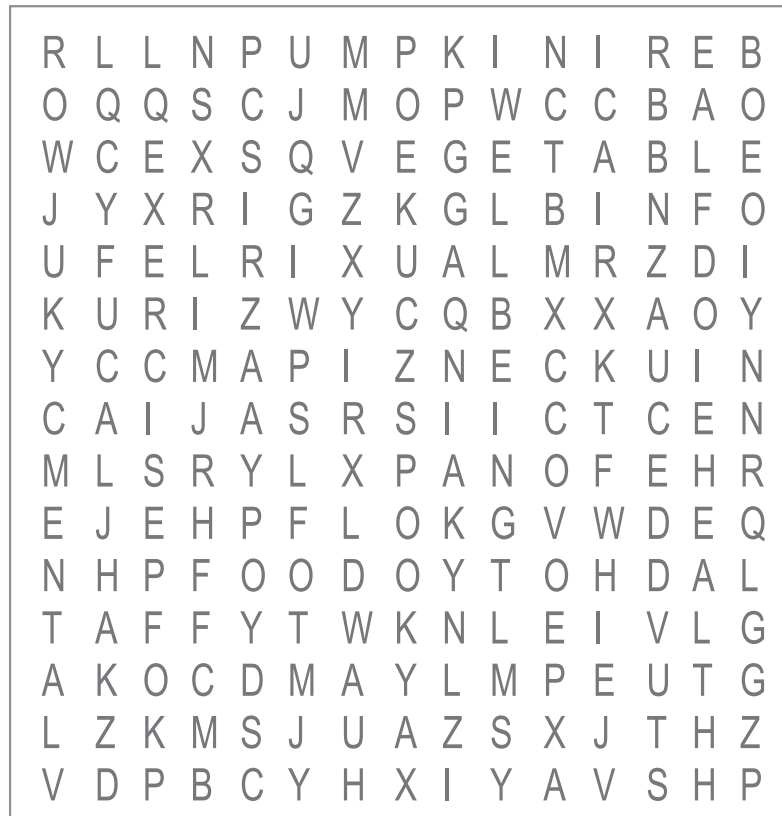 R L L N P U M P K I N I R E B
O Q Q S C J M O P W C C B A O
W C E X S Q V E G E T A B L E
J Y X R I G Z K G L B I N F O
U F E L R I X U A L M R Z D I
K U R I Z W Y C Q B X X A O Y
Y C C M A P I Z N E C K U I N
C A I J A S R S I I C T C E N
M L S R Y L X P A N O F E H R
E J E H P F L O K G V W D E Q
N H P F O O D O Y T O H D A L
T A F F Y T W K N L E I V L G
A K O C D M A Y L M P E U T G
L Z K M S J U A Z S X J T H Z
V D P B C Y H X I Y A V S H P